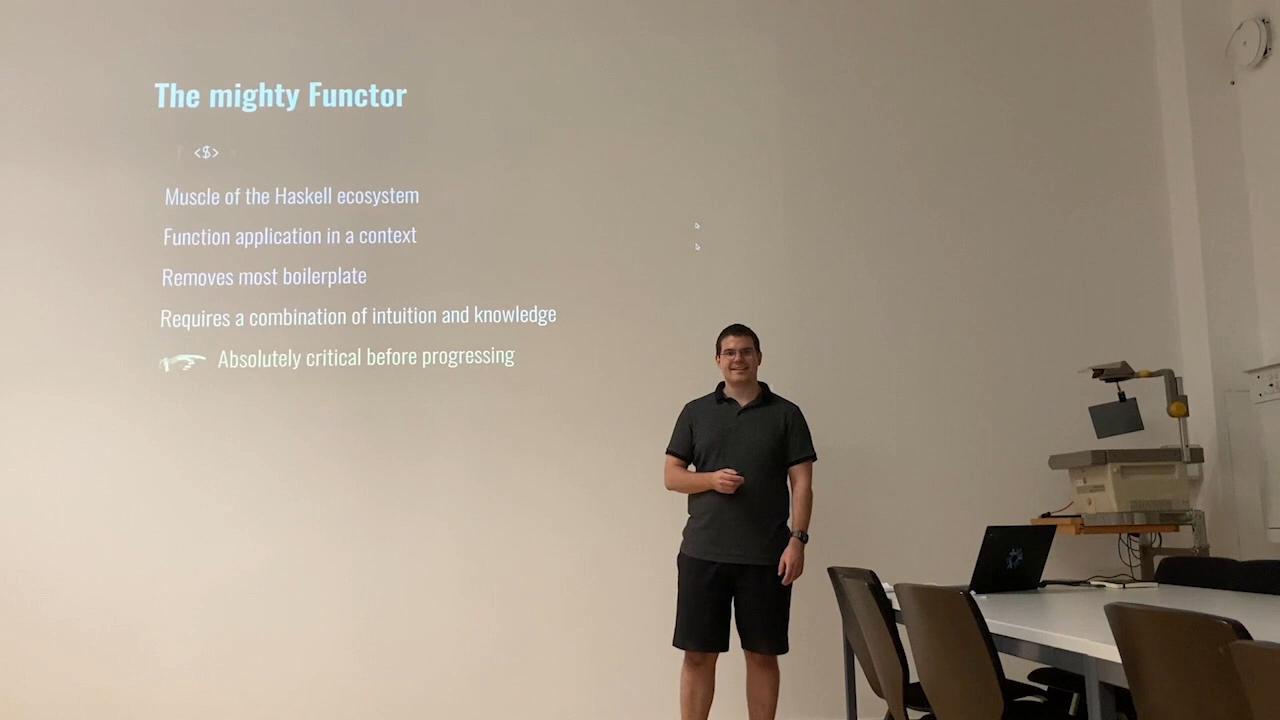 The mighty Functor
<$>
Muscle of the Haskell ecosystem
Function application in a context
Removes most boilerplate
Requires a combination of intuition and knowledge
Absolutely critical before progressing